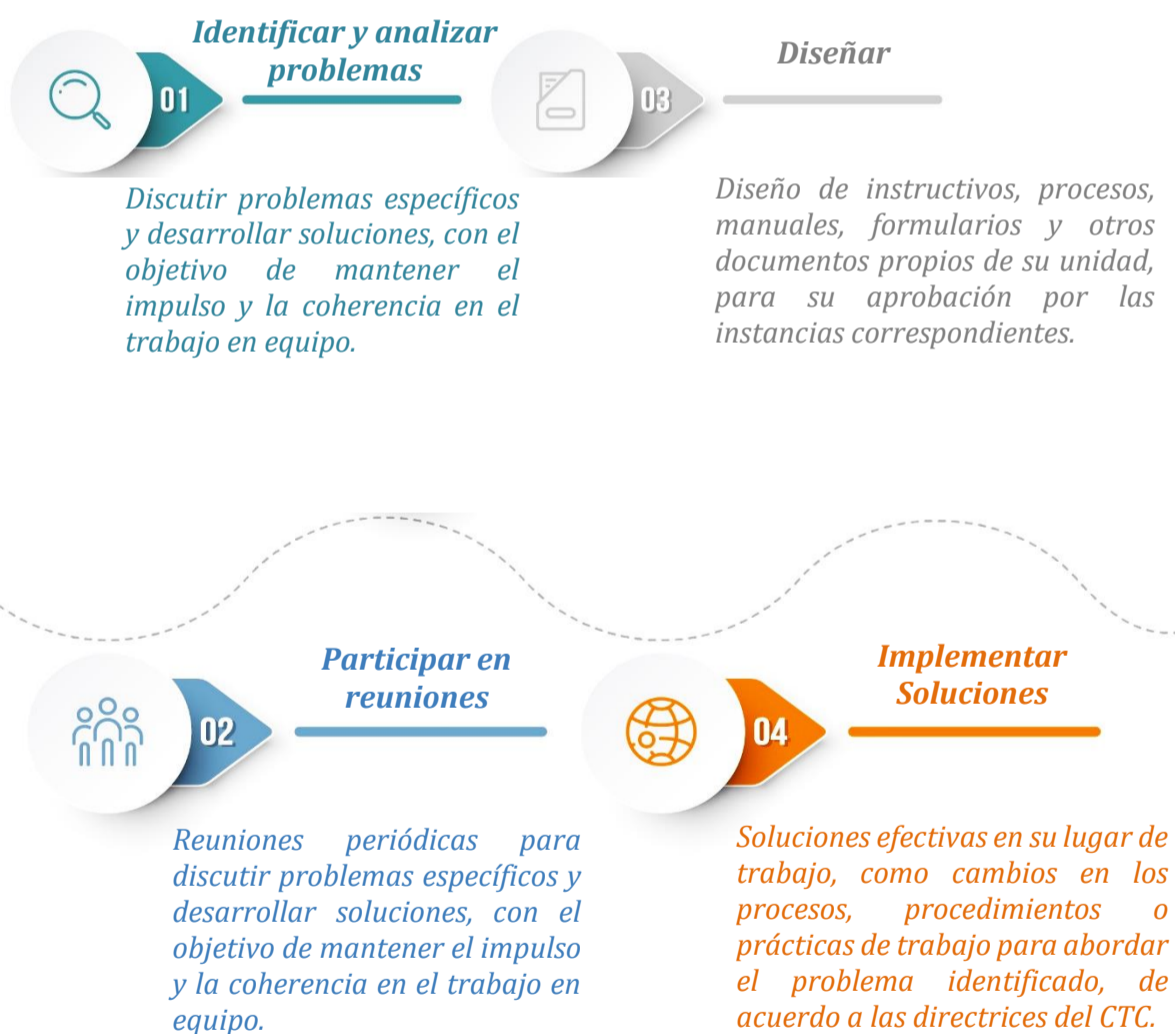 Identificar y analizar
problemas
01
Discutir problemas específicos
y desarrollar soluciones, con el
objetivo de mantener el
impulso y la coherencia en el
trabajo en equipo.
Diseñar
03
Diseño de instructivos, procesos,
manuales, formularios y otros
documentos propios de su unidad,
para su aprobación por las
instancias correspondientes.
Participar en
reuniones
02
Reuniones periódicas para
discutir problemas específicos y
desarrollar soluciones, con el
objetivo de mantener el impulso
y la coherencia en el trabajo en
equipo.
Implementar
Soluciones
04
Soluciones efectivas en su lugar de
trabajo, como cambios en los
procesos, procedimientos o
prácticas de trabajo para abordar
el problema identificado, de
acuerdo a las directrices del CTC.